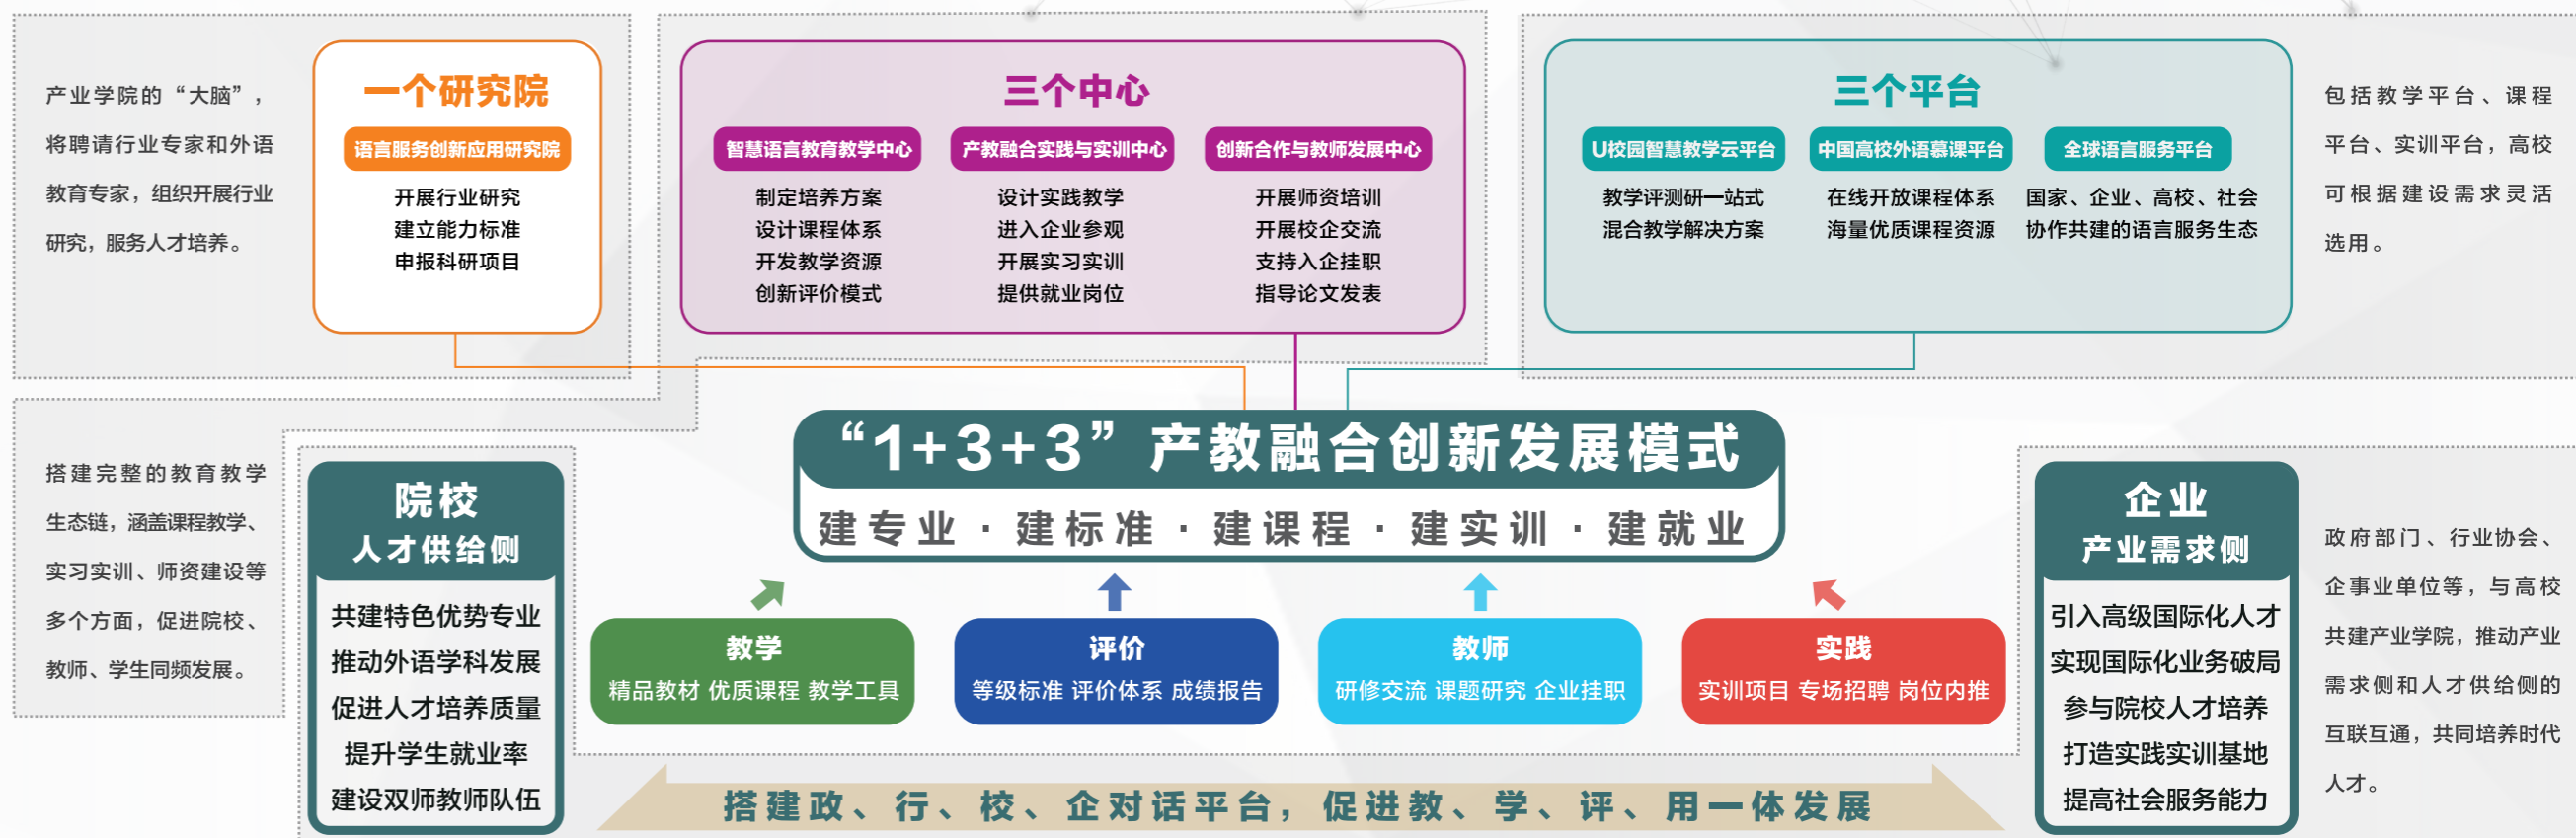 产业学院的“大脑”，
将聘请行业专家和外语
教育专家，组织开展行业
研究，服务人才培养。
一个研究院
语言服务创新应用研究院
开展行业研究
建立能力标准
申报科研项目
三个中心
智慧语言教育教学中心
制定培养方案
设计课程体系
开发教学资源
创新评价模式
产教融合实践与实训中心
设计实践教学
进入企业参观
开展实习实训
提供就业岗位
创新合作与教师发展中心
开展师资培训
开展校企交流
支持入企挂职
指导论文发表
三个平台
U校园智慧教学云平台
教学评测研一站式
混合教学解决方案
中国高校外语慕课平台
在线开放课程体系
海量优质课程资源
全球语言服务平台
国家、企业、高校、社会
协作共建的语言服务生态
包括教学平台、课程
平台、实训平台，高校
可根据建设需求灵活
选用。
“1+3+3”产教融合创新发展模式
建专业·建标准·建课程·建实训·建就业
搭建完整的教育教学
生态链，涵盖课程教学、
实习实训、师资建设等
多个方面，促进院校、
教师、学生同频发展。
院校
人才供给侧
共建特色优势专业
推动外语学科发展
促进人才培养质量
提升学生就业率
建设双师教师队伍
教学
精品教材 优质课程 教学工具
评价
等级标准 评价体系 成绩报告
教师
研修交流 课题研究 企业挂职
实践
实训项目 专场招聘 岗位内推
企业
产业需求侧
引入高级国际化人才
实现国际化业务破局
参与院校人才培养
打造实践实训基地
提高社会服务能力
政府部门、行业协会、
企事业单位等，与高校
共建产业学院，推动产业
需求侧和人才供给侧的
互联互通，共同培养时代
人才。
搭建政、行、校、企对话平台，促进教、学、评、用一体发展